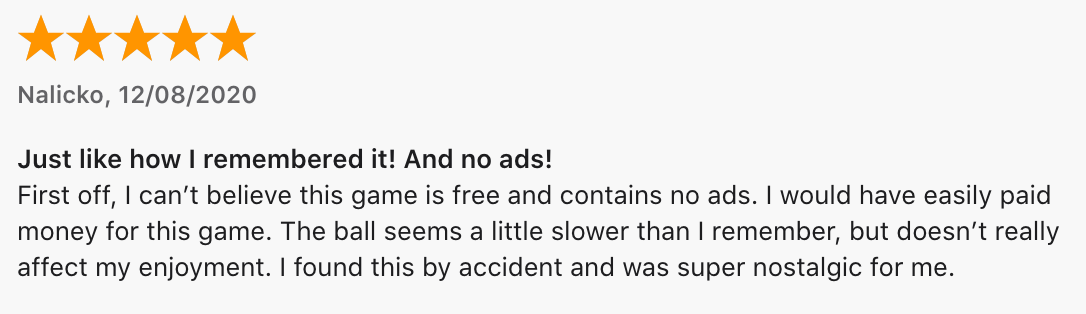 Nalicko, 12/08/2020
Just like how I remembered it! And no ads!
First off, I can’t believe this game is free and contains no ads. I would have easily paid
money for this game. The ball seems a little slower than I remember, but doesn’t really
affect my enjoyment. I found this by accident and was super nostalgic for me.